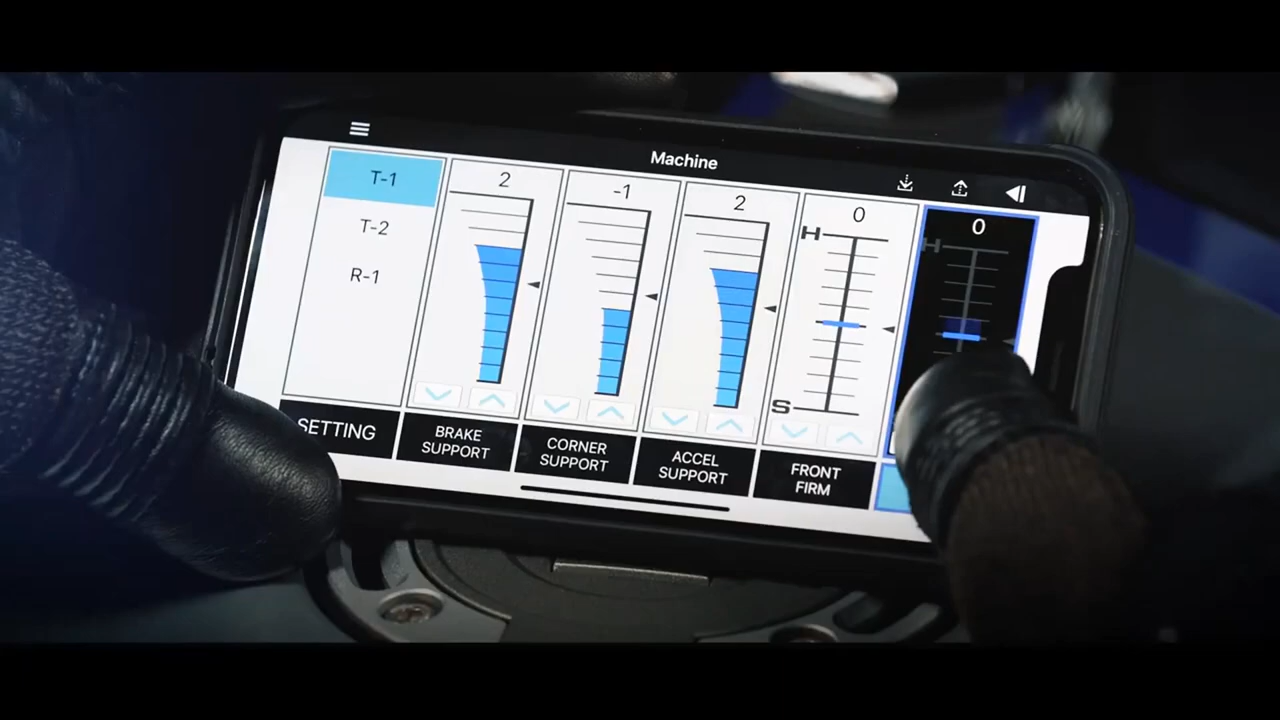 Machine
T-1
T-2
R-1
SETTING
2
BRAKE
SUPPORT
-1
CORNER
SUPPORT
2
ACCEL
SUPPORT
0
H
S
FRONT
FIRM
0
H